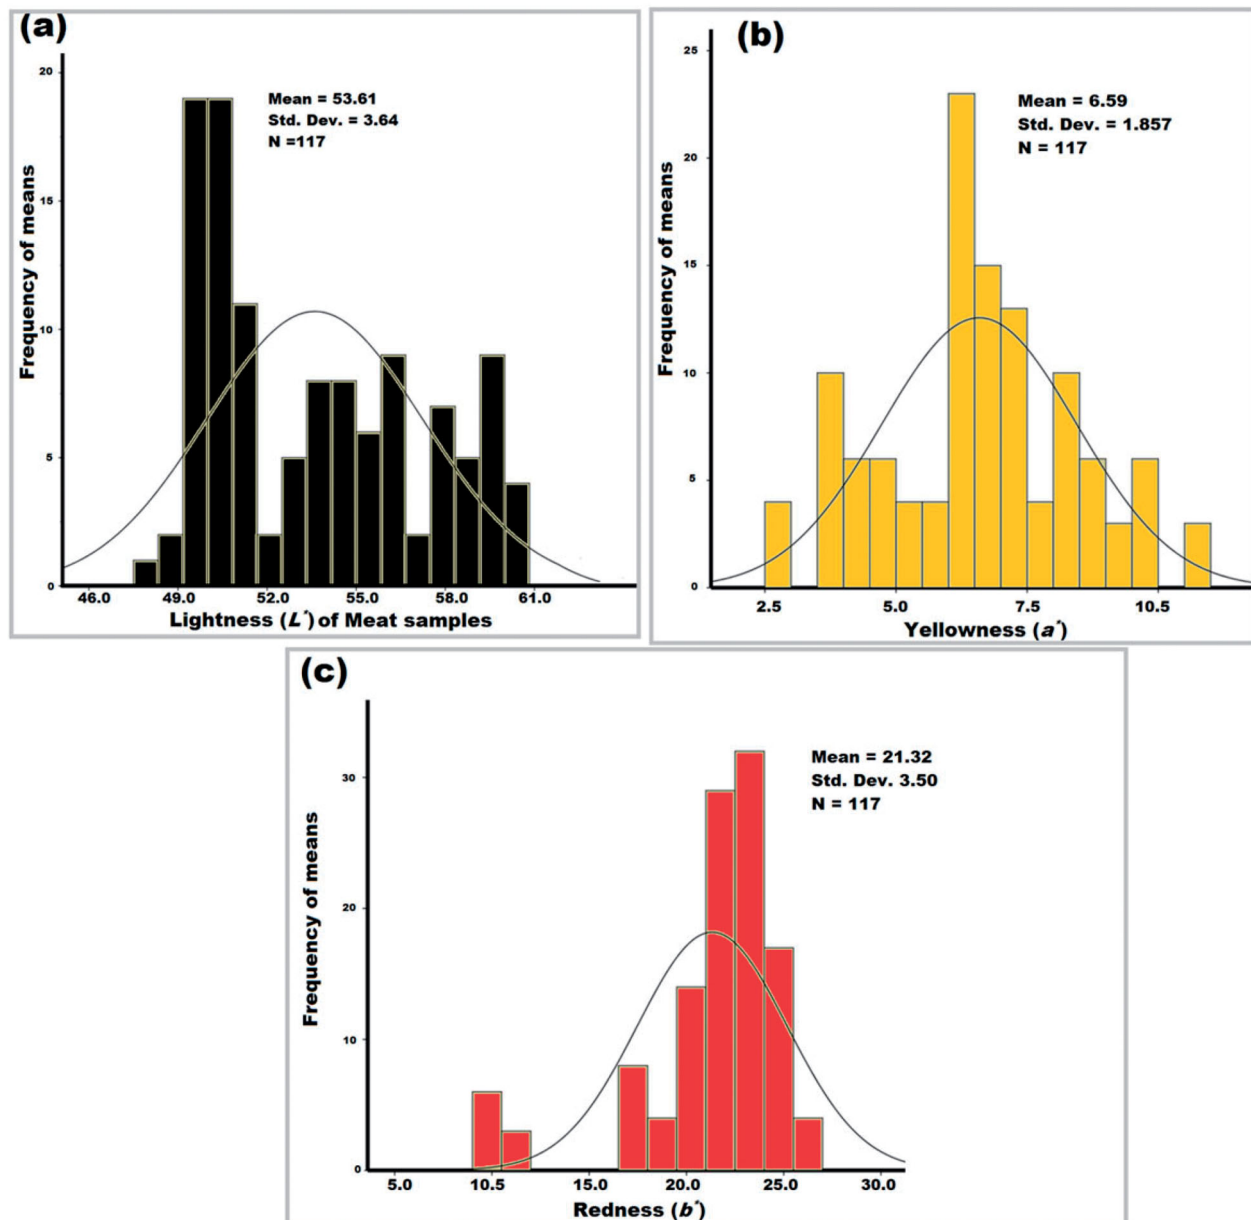 (a)
20
15
10
5
0
Frequency of means
Mean = 53.61
Std. Dev. = 3.64
N =117
46.0 49.0 52.0 55.0 58.0 61.0
Lightness (L*) of Meat samples
(b)
25
20
15
10
5
0
Frequency of means
Mean = 6.59
Std. Dev. = 1.857
N = 117
2.5 5.0 7.5 10.5
Yellowness (a*)
(c)
30
20
10
0
Frequency of means
Mean = 21.32
Std. Dev. 3.50
N = 117
5.0 10.5 15.0 20.0 25.0 30.0
Redness (b*)